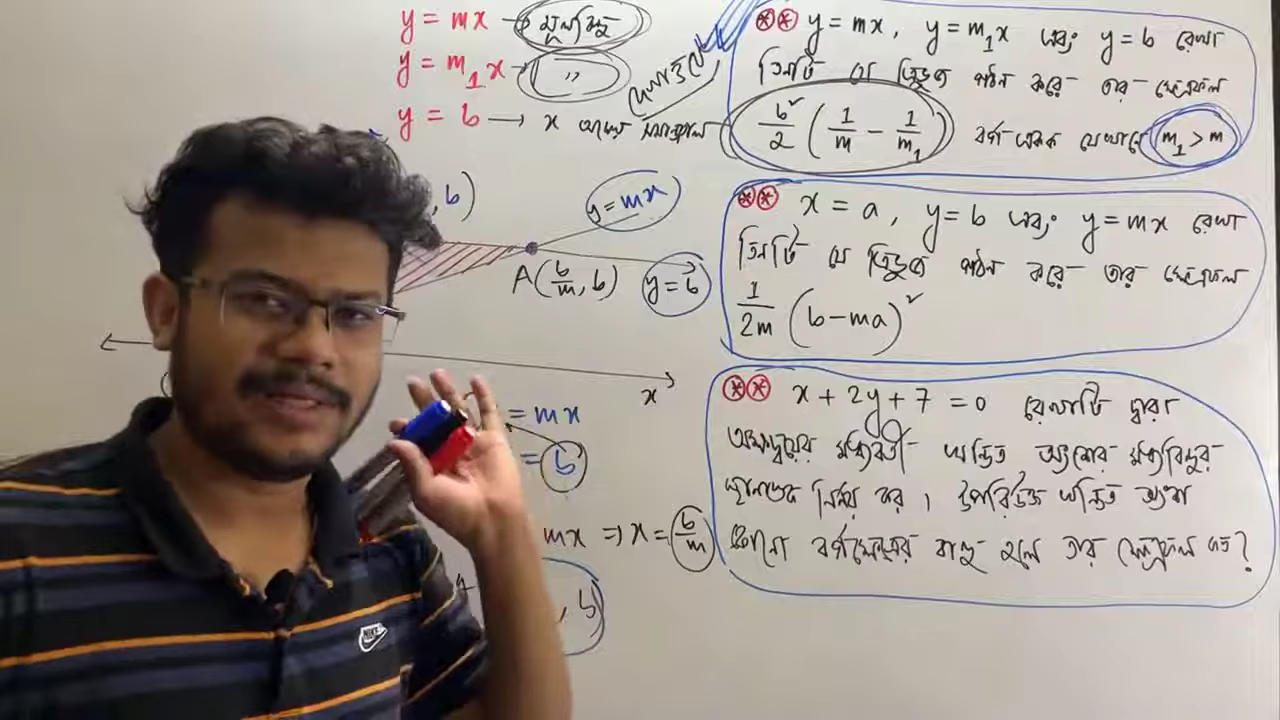 y = mx → মূলবিন্দু
y = m₁x → "
y = b → x অক্ষের সমান্তরাল
, b)
y = mx
A(b/m, b)
y = b
x
= mx
= b
mx ⇒ x = b/m
, b)
⊛⊛ y = mx, y = m₁x এবং y = b রেখা
তিনটি যে ত্রিভুজ গঠন করে তার ক্ষেত্রফল
b²/2 (1/m − 1/m₁) বর্গ একক যেখানে m₁ > m
⊛⊛ x = a, y = b এবং y = mx রেখা
তিনটি যে ত্রিভুজ গঠন করে তার ক্ষেত্রফল
1/2m (b−ma)²
⊛⊛ x + 2y + 7 = 0 রেখাটি দ্বারা
অক্ষদ্বয়ের মধ্যবর্তী খণ্ডিত অংশের মধ্যবিন্দুর
স্থানাঙ্ক নির্ণয় কর। উপরিউক্ত খণ্ডিত অংশ
কোনো বর্গক্ষেত্রের বাহু হলে তার ক্ষেত্রফল কত?